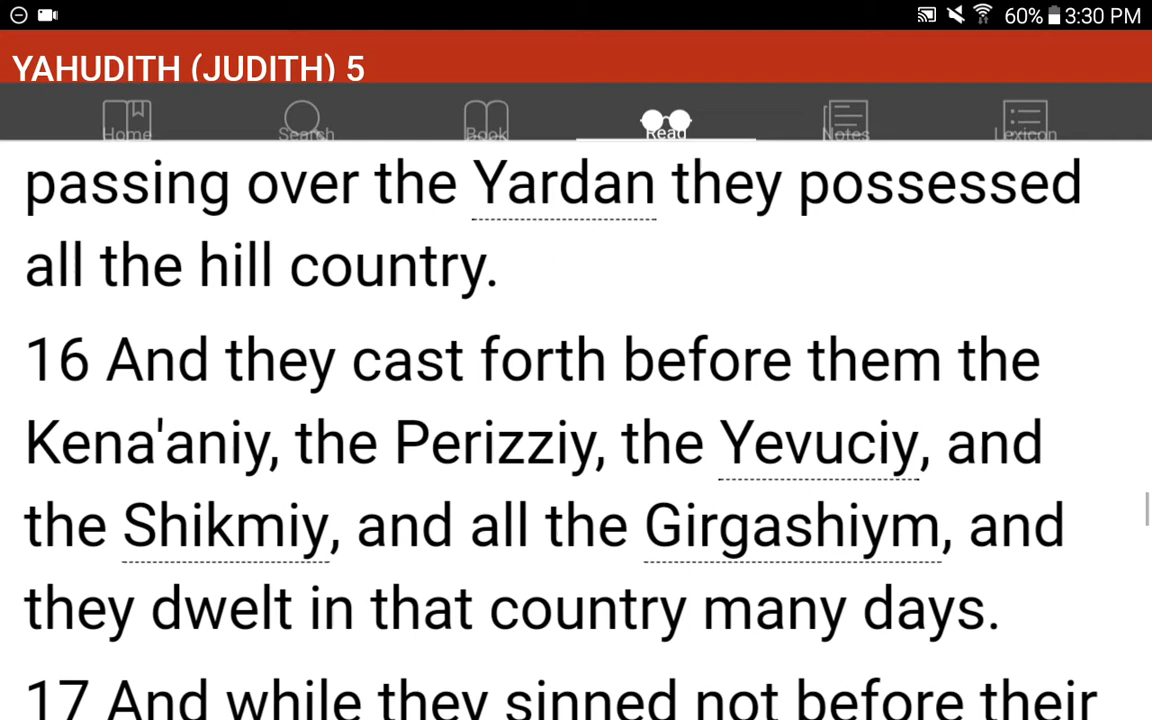 60% 3:30 PM
YAHUDITH (JUDITH) 5
Home Search Book Read Notes Lexicon
passing over the Yardan they possessed
all the hill country.
16 And they cast forth before them the
Kena'aniy, the Perizziy, the Yevuciy, and
the Shikmiy, and all the Girgashiym, and
they dwelt in that country many days.
17 And while they sinned not before their